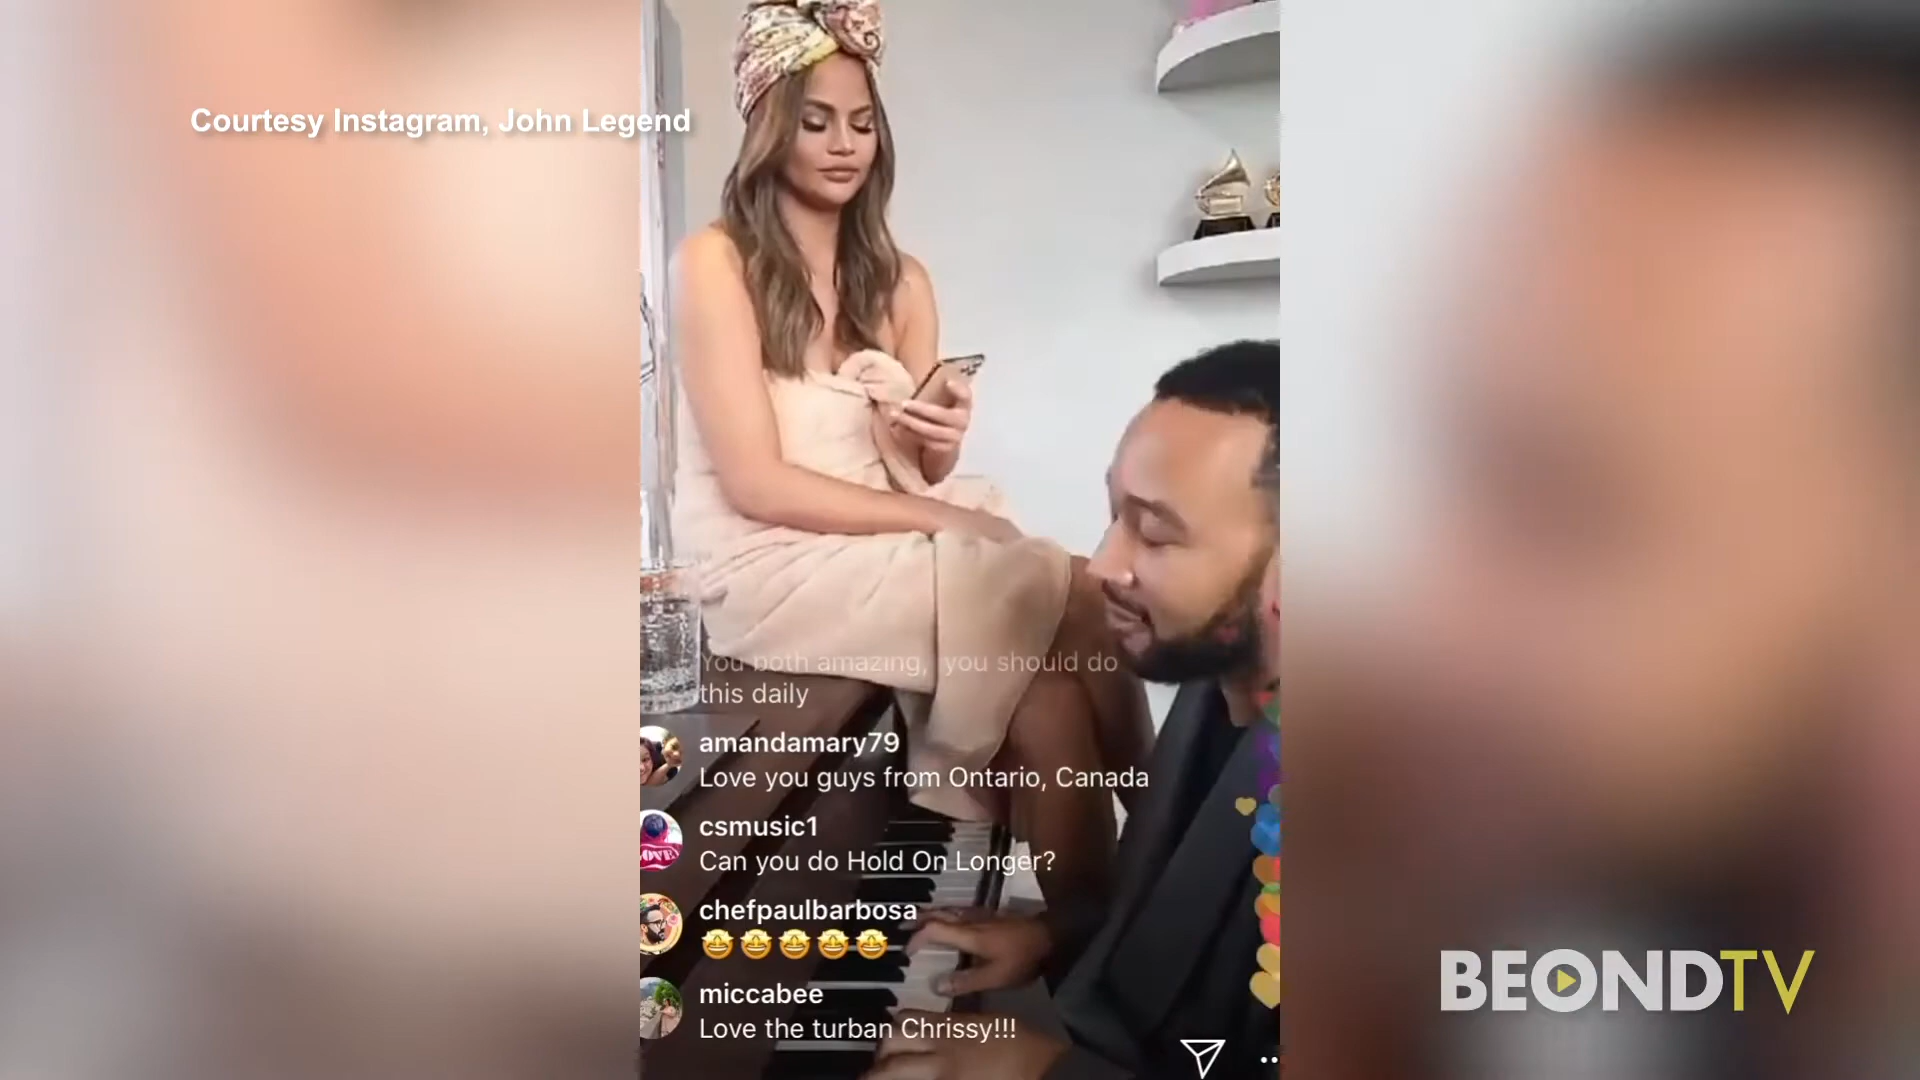 Courtesy Instagram, John Legend
You both amazing, you should do
this daily
amandamary79
Love you guys from Ontario, Canada
csmusic1
Can you do Hold On Longer?
chefpaulbarbosa
🤩🤩🤩🤩🤩
miccabee
Love the turban Chrissy!!!
BEONDTV